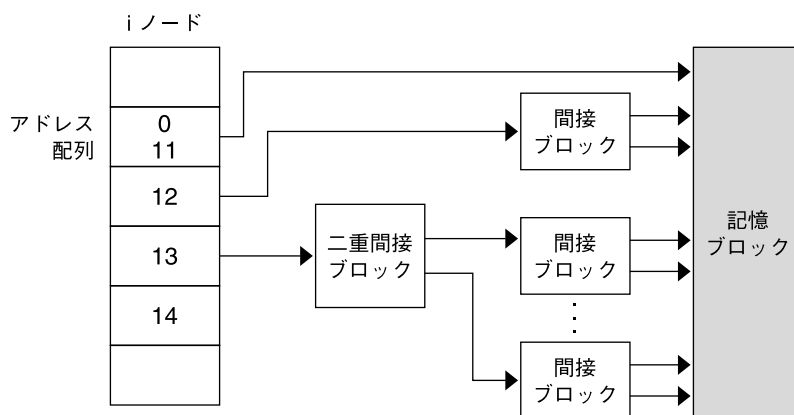 iノード
アドレス
配列
0
11
12
13
14
二重間接
ブロック
間接
ブロック
間接
ブロック
間接
ブロック
記憶
ブロック